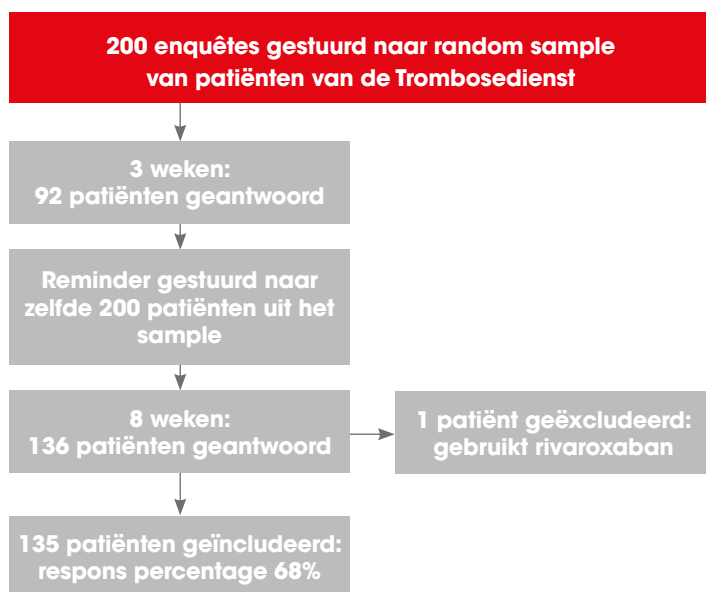 200 enquêtes gestuurd naar random sample
van patiënten van de Trombosedienst
3 weken:
92 patiënten geantwoord
Reminder gestuurd naar
zelfde 200 patiënten uit het
sample
8 weken:
136 patiënten geantwoord
1 patiënt geëxcludeerd:
gebruikt rivaroxaban
135 patiënten geïncludeerd:
respons percentage 68%